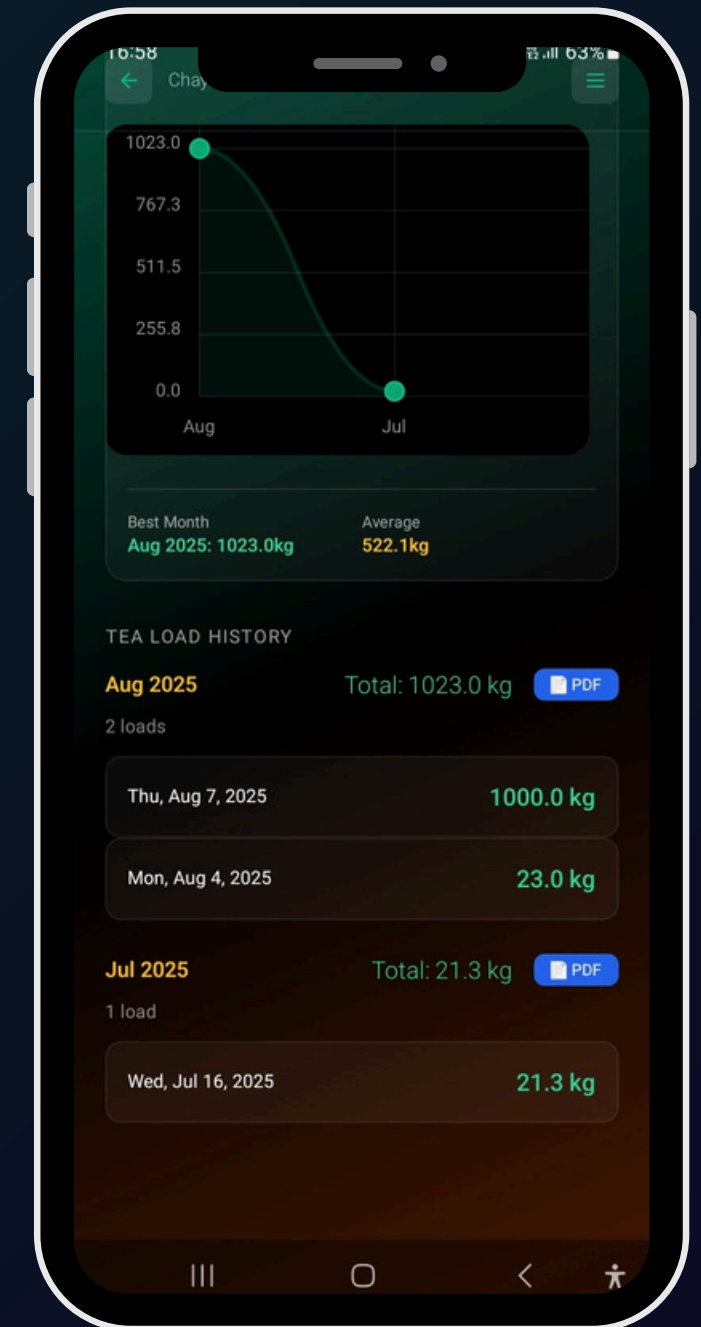 16:58 63%
Chay
1023.0
767.3
511.5
255.8
0.0
Aug Jul
Best Month Average
Aug 2025: 1023.0kg 522.1kg
TEA LOAD HISTORY
Aug 2025 Total: 1023.0 kg PDF
2 loads
Thu, Aug 7, 2025 1000.0 kg
Mon, Aug 4, 2025 23.0 kg
Jul 2025 Total: 21.3 kg PDF
1 load
Wed, Jul 16, 2025 21.3 kg